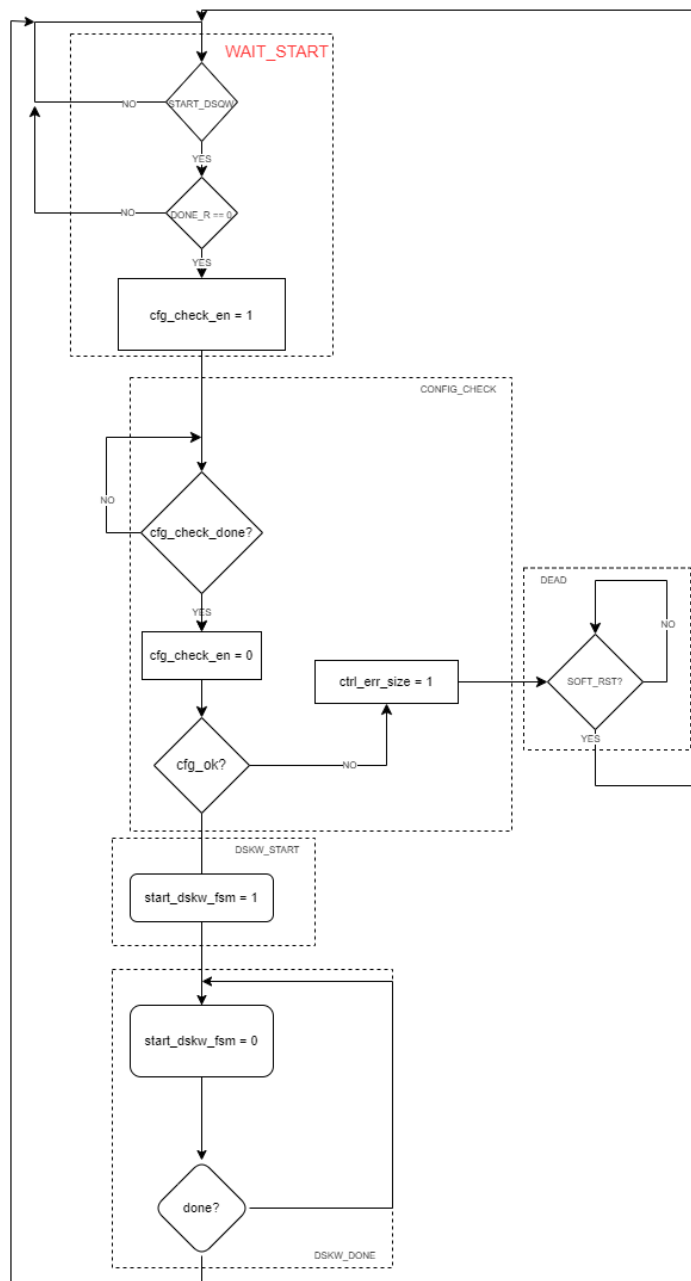 WAIT_START
START_DSQW
NO
YES
DONE_R == 0
NO
YES
cfg_check_en = 1
CONFIG_CHECK
NO
cfg_check_done?
YES
cfg_check_en = 0
DEAD
NO
ctrl_err_size = 1
SOFT_RST?
cfg_ok?
NO
YES
DSKW_START
start_dskw_fsm = 1
start_dskw_fsm = 0
done?
DSKW_DONE